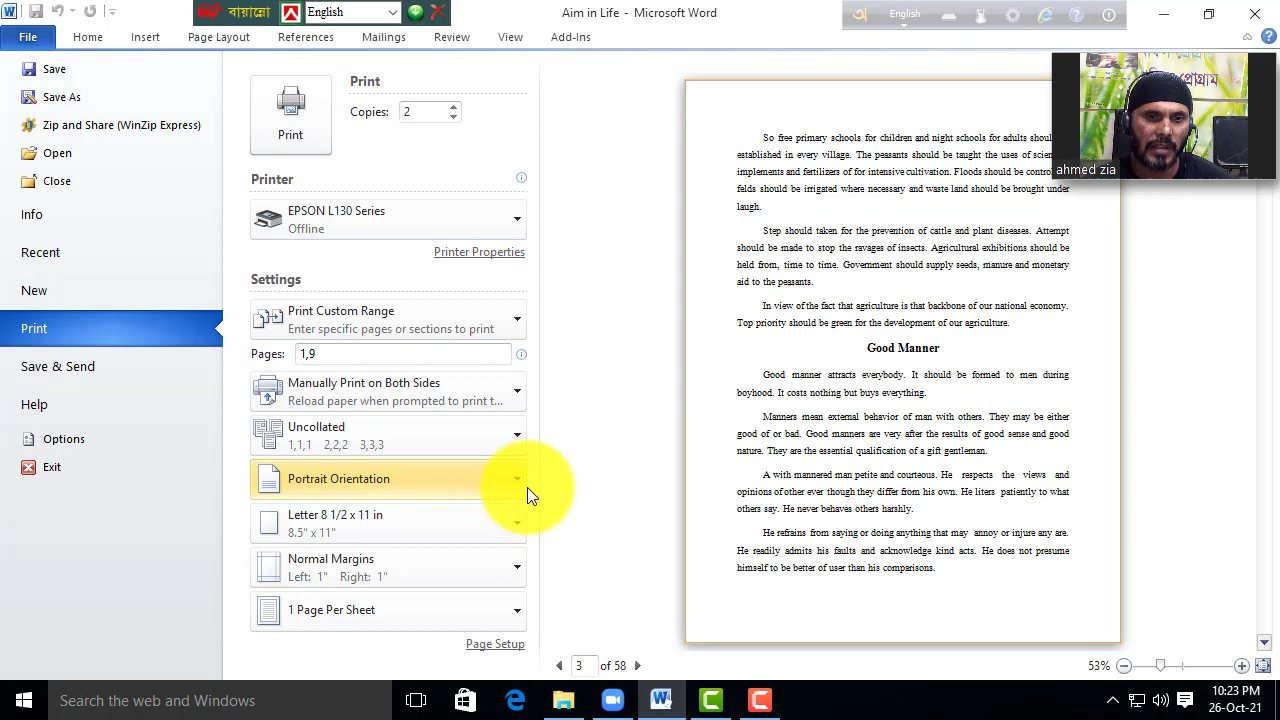 বায়ান্নো
English
Aim in Life - Microsoft Word
English
File
Home
Insert
Page Layout
References
Mailings
Review
View
Add-Ins
Save
Save As
Zip and Share (WinZip Express)
Open
Close
Info
Recent
New
Print
Save & Send
Help
Options
Exit
Print
Print
Copies: 2
Printer
EPSON L130 Series
Offline
Printer Properties
Settings
Print Custom Range
Enter specific pages or sections to print
Pages: 1,9
Manually Print on Both Sides
Reload paper when prompted to print t...
Uncollated
1,1,1 2,2,2 3,3,3
Portrait Orientation
Letter 8 1/2 x 11 in
8.5" x 11"
Normal Margins
Left: 1" Right: 1"
1 Page Per Sheet
Page Setup
So free primary schools for children and night schools for adults shou
established in every village. The peasants should be taught the uses of scie
implements and fertilizers of for intensive cultivation. Floods should be contro
felds should be irrigated where necessary and waste land should be brought under
laugh.
Step should taken for the prevention of cattle and plant diseases. Attempt
should be made to stop the ravages of insects. Agricultural exhibitions should be
held from, time to time. Government should supply seeds, manure and monetary
aid to the peasants.
In view of the fact that agriculture is that backbone of our national economy.
Top priority should be green for the development of our agriculture.
Good Manner
Good manner attracts everybody. It should be formed to men during
boyhood. It costs nothing but buys everything.
Manners mean external behavior of man with others. They may be either
good of or bad. Good manners are very after the results of good sense and good
nature. They are the essential qualification of a gift gentleman.
A with mannered man petite and courteous. He respects the views and
opinions of other ever though they differ from his own. He liters patiently to what
others say. He never behaves others harshly.
He refrains from saying or doing anything that may annoy or injure any are.
He readily admits his faults and acknowledge kind acts. He does not presume
himself to be better of user than his comparisons.
ahmed zia
3 of 58
53%
Search the web and Windows
10:23 PM
26-Oct-21